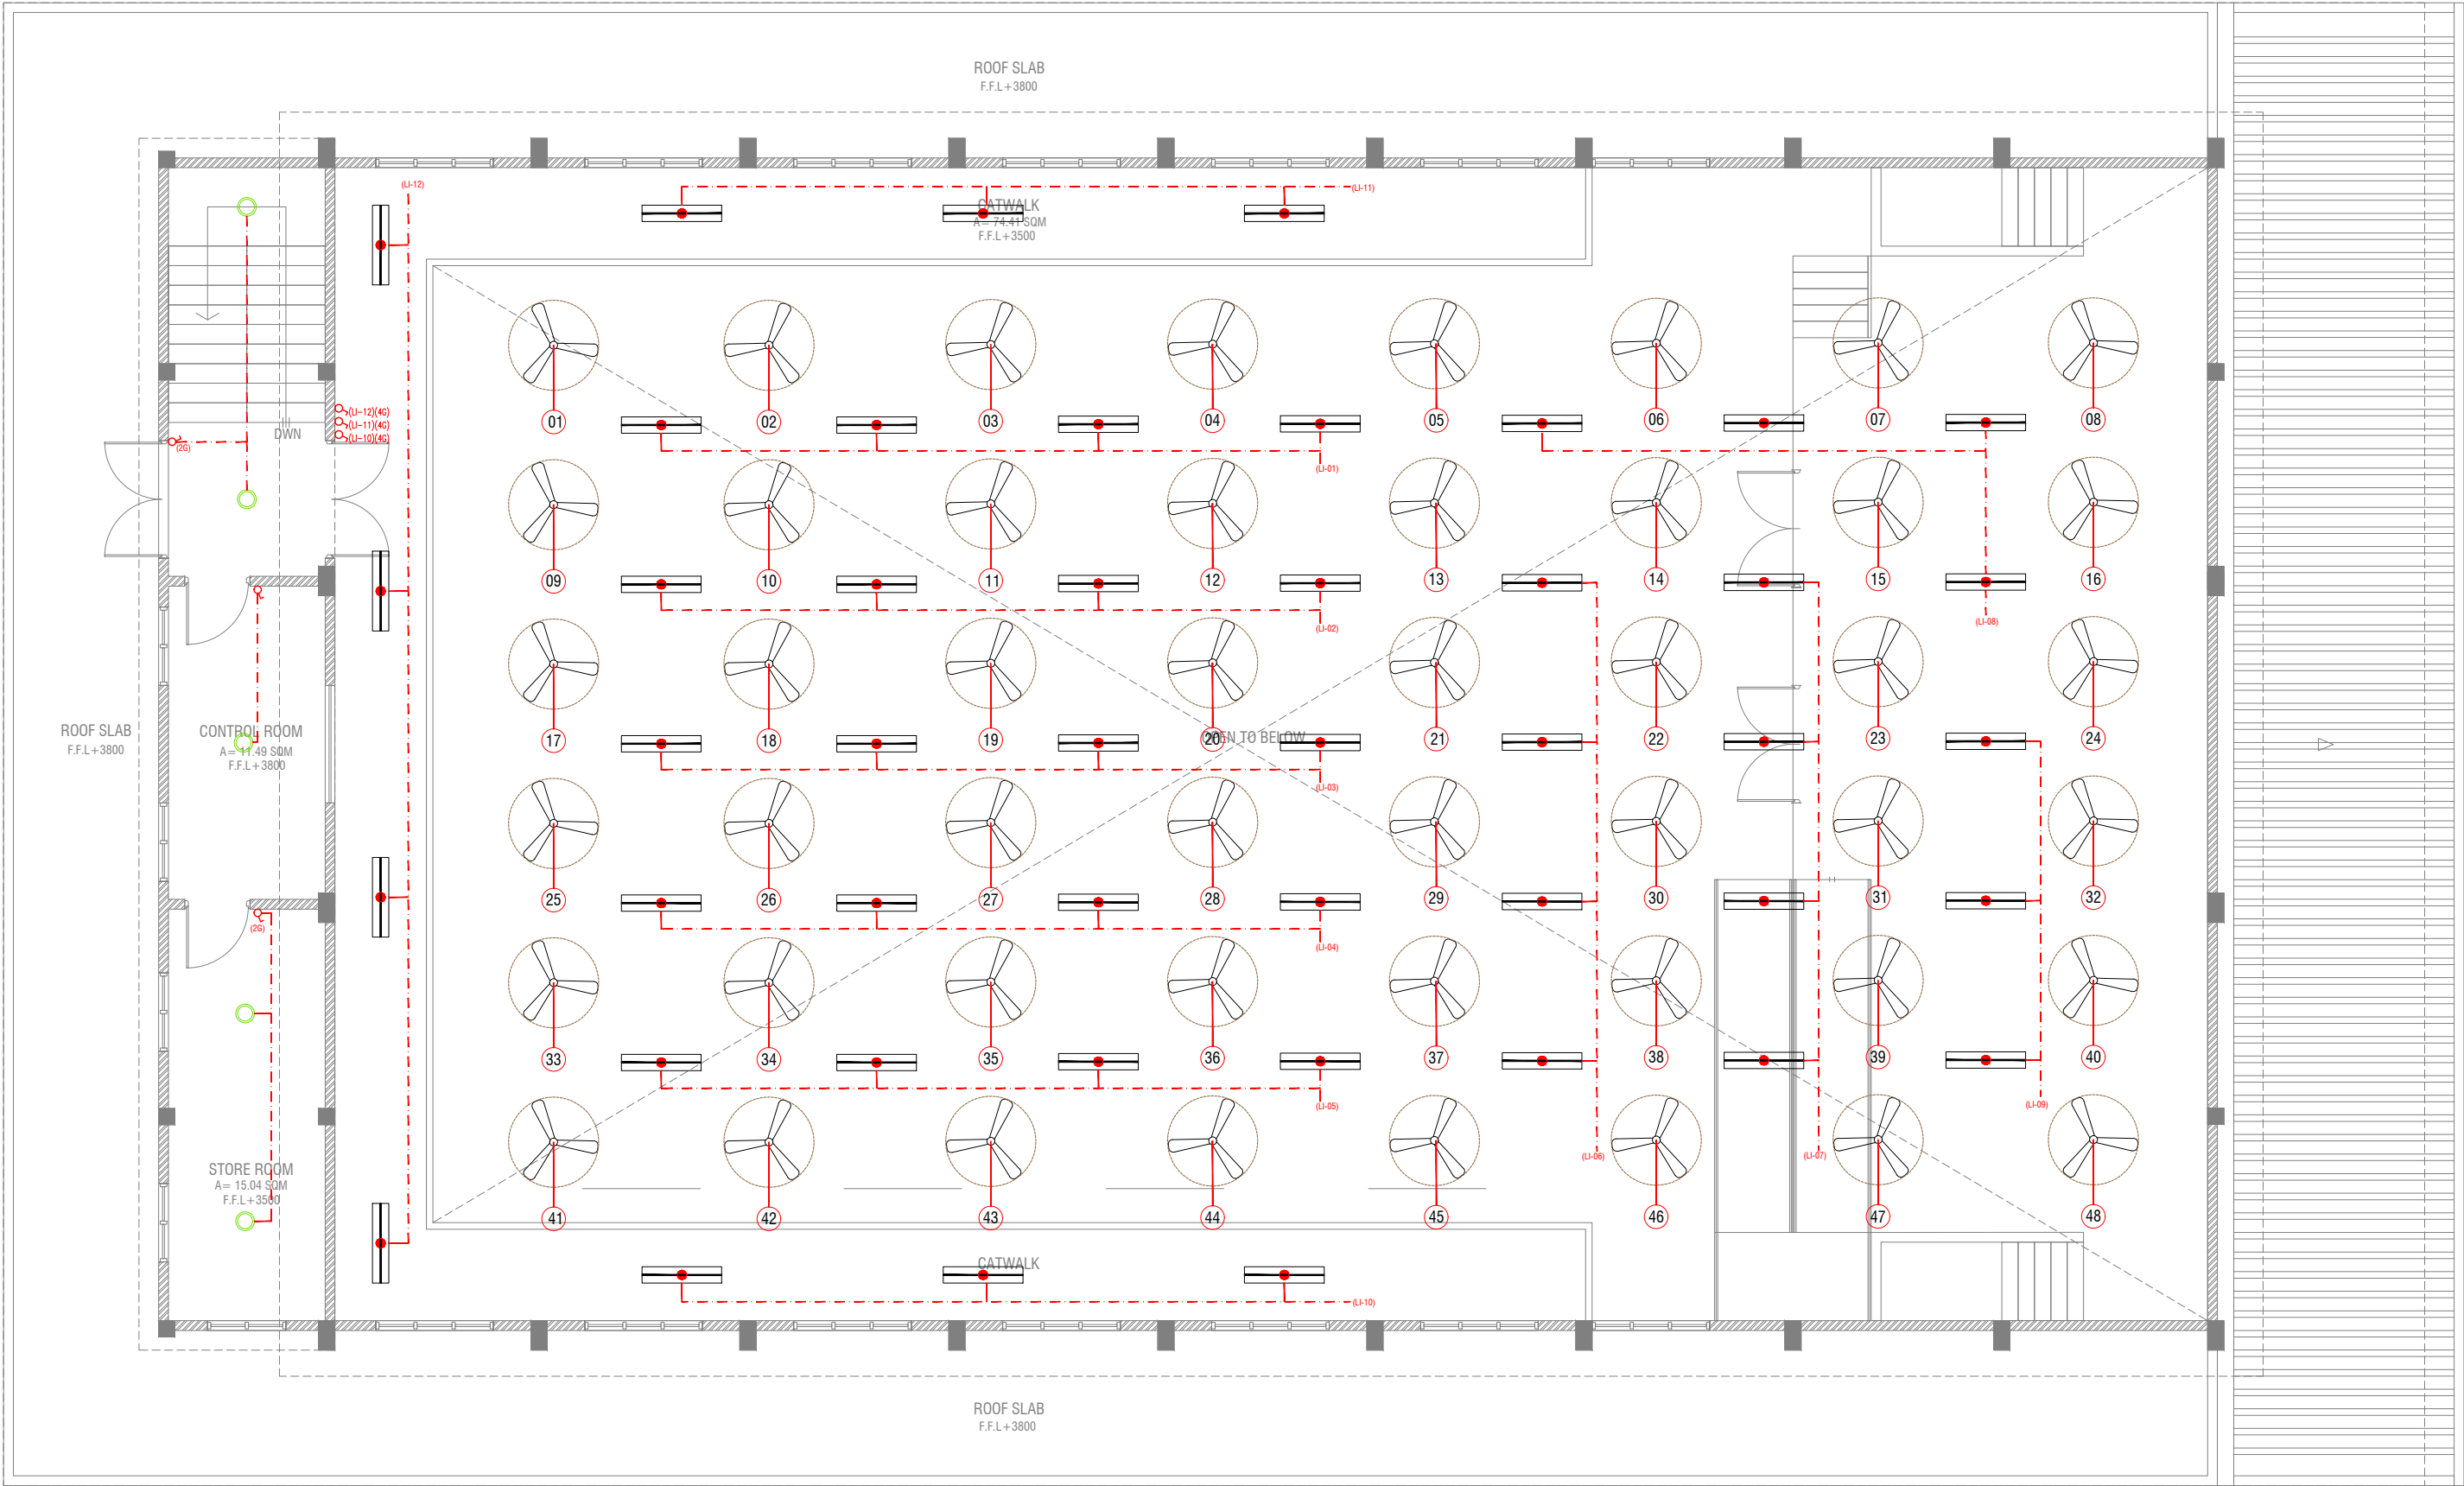 ROOF SLAB
F.F.L+3800
(LI-12)
(LI-11)
CATWALK
A= 74.41 SQM
F.F.L+3500
(LI-12)(4G)
(LI-11)(4G)
(LI-10)(4G)
DWN
(2G)
01
02
03
04
05
06
07
08
(LI-01)
09
10
11
12
13
14
15
16
(LI-02)
(LI-08)
ROOF SLAB
F.F.L+3800
CONTROL ROOM
A= 11.49 SQM
F.F.L+3800
17
18
19
20
OPEN TO BELOW
21
22
23
24
(LI-03)
25
26
27
28
29
30
31
32
(2G)
(LI-04)
33
34
35
36
37
38
39
40
(LI-05)
(LI-09)
(LI-06)
(LI-07)
STORE ROOM
A= 15.04 SQM
F.F.L+3500
41
42
43
44
45
46
47
48
CATWALK
(LI-10)
ROOF SLAB
F.F.L+3800